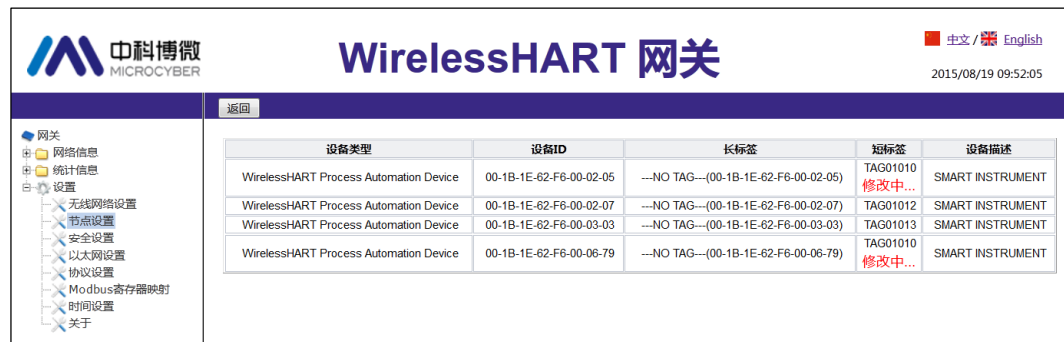 中科博微
MICROCYBER
WirelessHART 网关
中文 / English
2015/08/19 09:52:05
返回
网关
网络信息
统计信息
设置
无线网络设置
节点设置
安全设置
以太网设置
协议设置
Modbus寄存器映射
时间设置
关于
设备类型 设备ID 长标签 短标签 设备描述
WirelessHART Process Automation Device 00-1B-1E-62-F6-00-02-05 ---NO TAG---(00-1B-1E-62-F6-00-02-05) TAG01010 SMART INSTRUMENT
修改中...
WirelessHART Process Automation Device 00-1B-1E-62-F6-00-02-07 ---NO TAG---(00-1B-1E-62-F6-00-02-07) TAG01012 SMART INSTRUMENT
WirelessHART Process Automation Device 00-1B-1E-62-F6-00-03-03 ---NO TAG---(00-1B-1E-62-F6-00-03-03) TAG01013 SMART INSTRUMENT
WirelessHART Process Automation Device 00-1B-1E-62-F6-00-06-79 ---NO TAG---(00-1B-1E-62-F6-00-06-79) TAG01010 SMART INSTRUMENT
修改中...